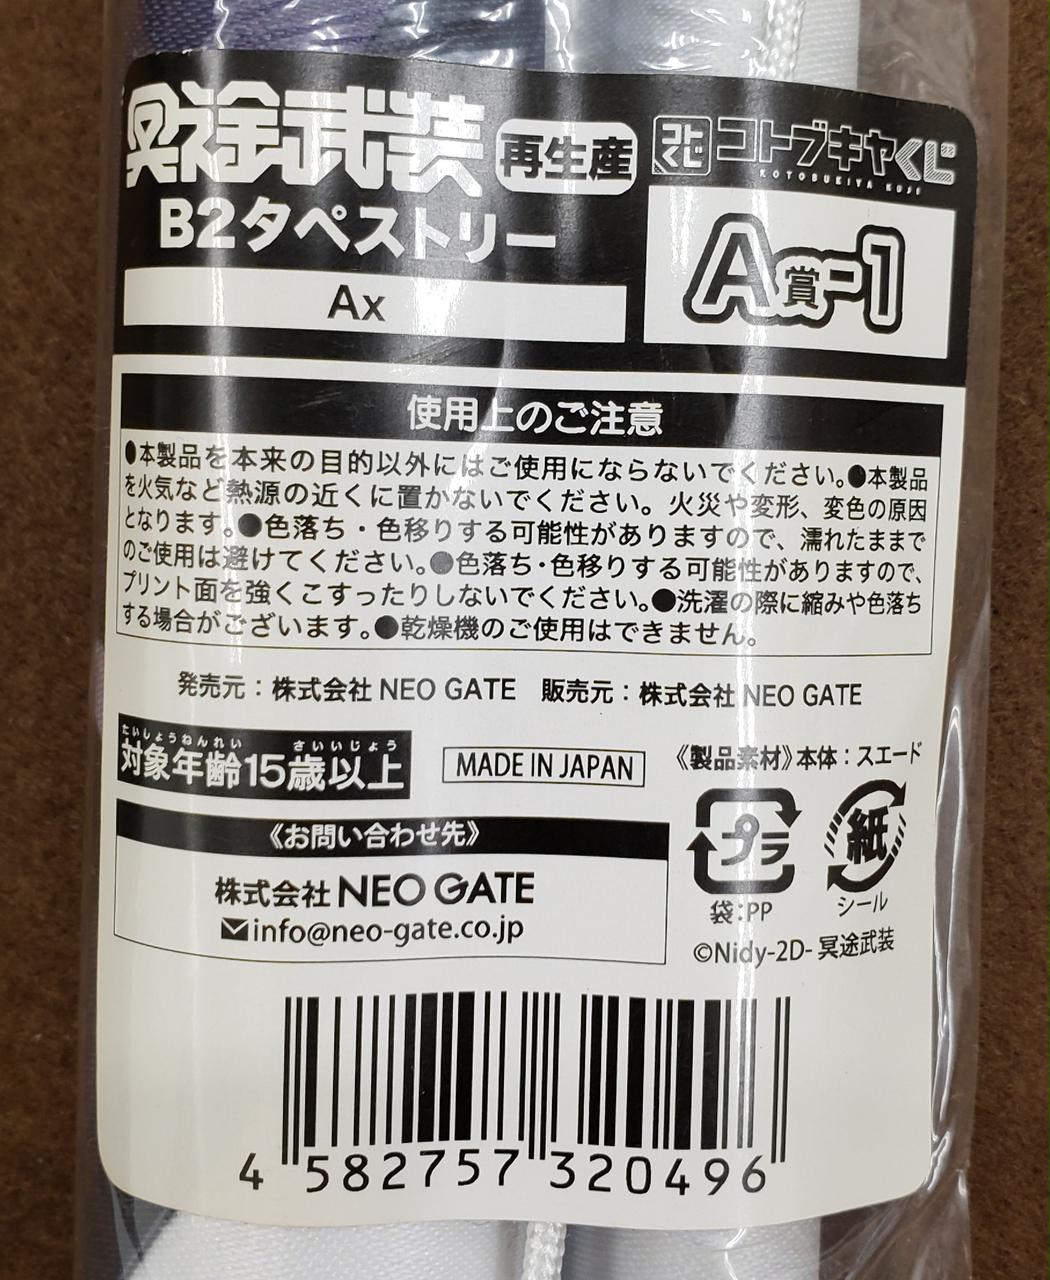 冥途武装 再生産
コトくじ コトブキヤくじ
KOTOBUKIYA KUJI
B2タペストリー
A賞-1
Ax
使用上のご注意
●本製品を本来の目的以外にはご使用にならないでください。●本製品
を火気など熱源の近くに置かないでください。火災や変形、変色の原因
となります。●色落ち・色移りする可能性がありますので、濡れたままで
のご使用は避けてください。●色落ち・色移りする可能性がありますので、
プリント面を強くこすったりしないでください。●洗濯の際に縮みや色落ち
する場合がございます。●乾燥機のご使用はできません。
発売元：株式会社 NEO GATE 販売元：株式会社 NEO GATE
たいしょうねんれい さいいじょう
対象年齢15歳以上
MADE IN JAPAN
《製品素材》本体：スエード
《お問い合わせ先》
株式会社 NEO GATE
info@neo-gate.co.jp
プラ
袋：PP
紙
シール
©Nidy-2D- 冥途武装
4 582757 320496